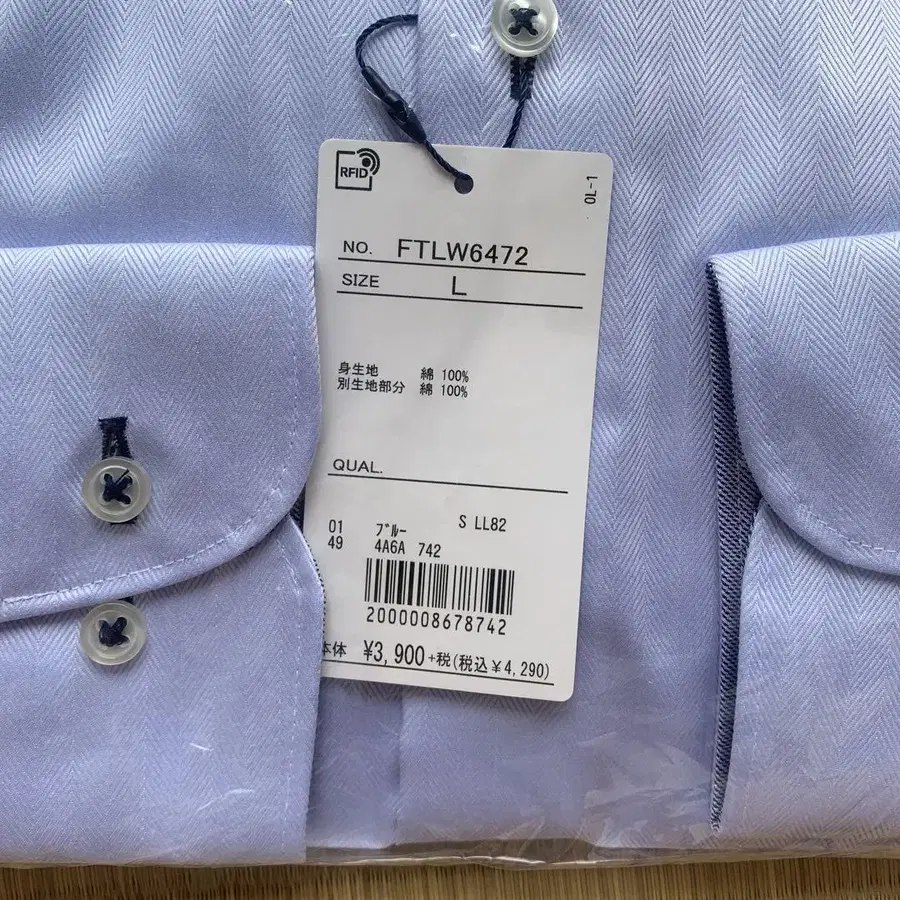 RFID
OL-1
NO. FTLW6472
SIZE L
身生地 綿 100%
別生地部分 綿 100%
QUAL.
S LL82
01 ブルー
49 4A6A 742
2000008678742
本体 ¥3,900+税(税込¥4,290)